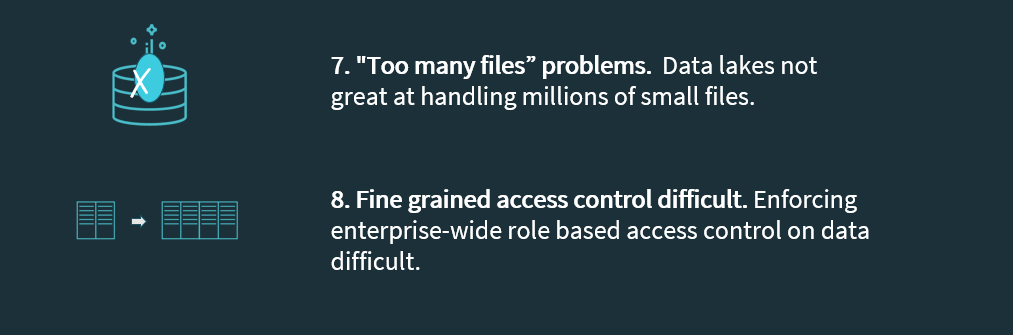 7. "Too many files” problems. Data lakes not
great at handling millions of small files.
8. Fine grained access control difficult. Enforcing
enterprise-wide role based access control on data
difficult.